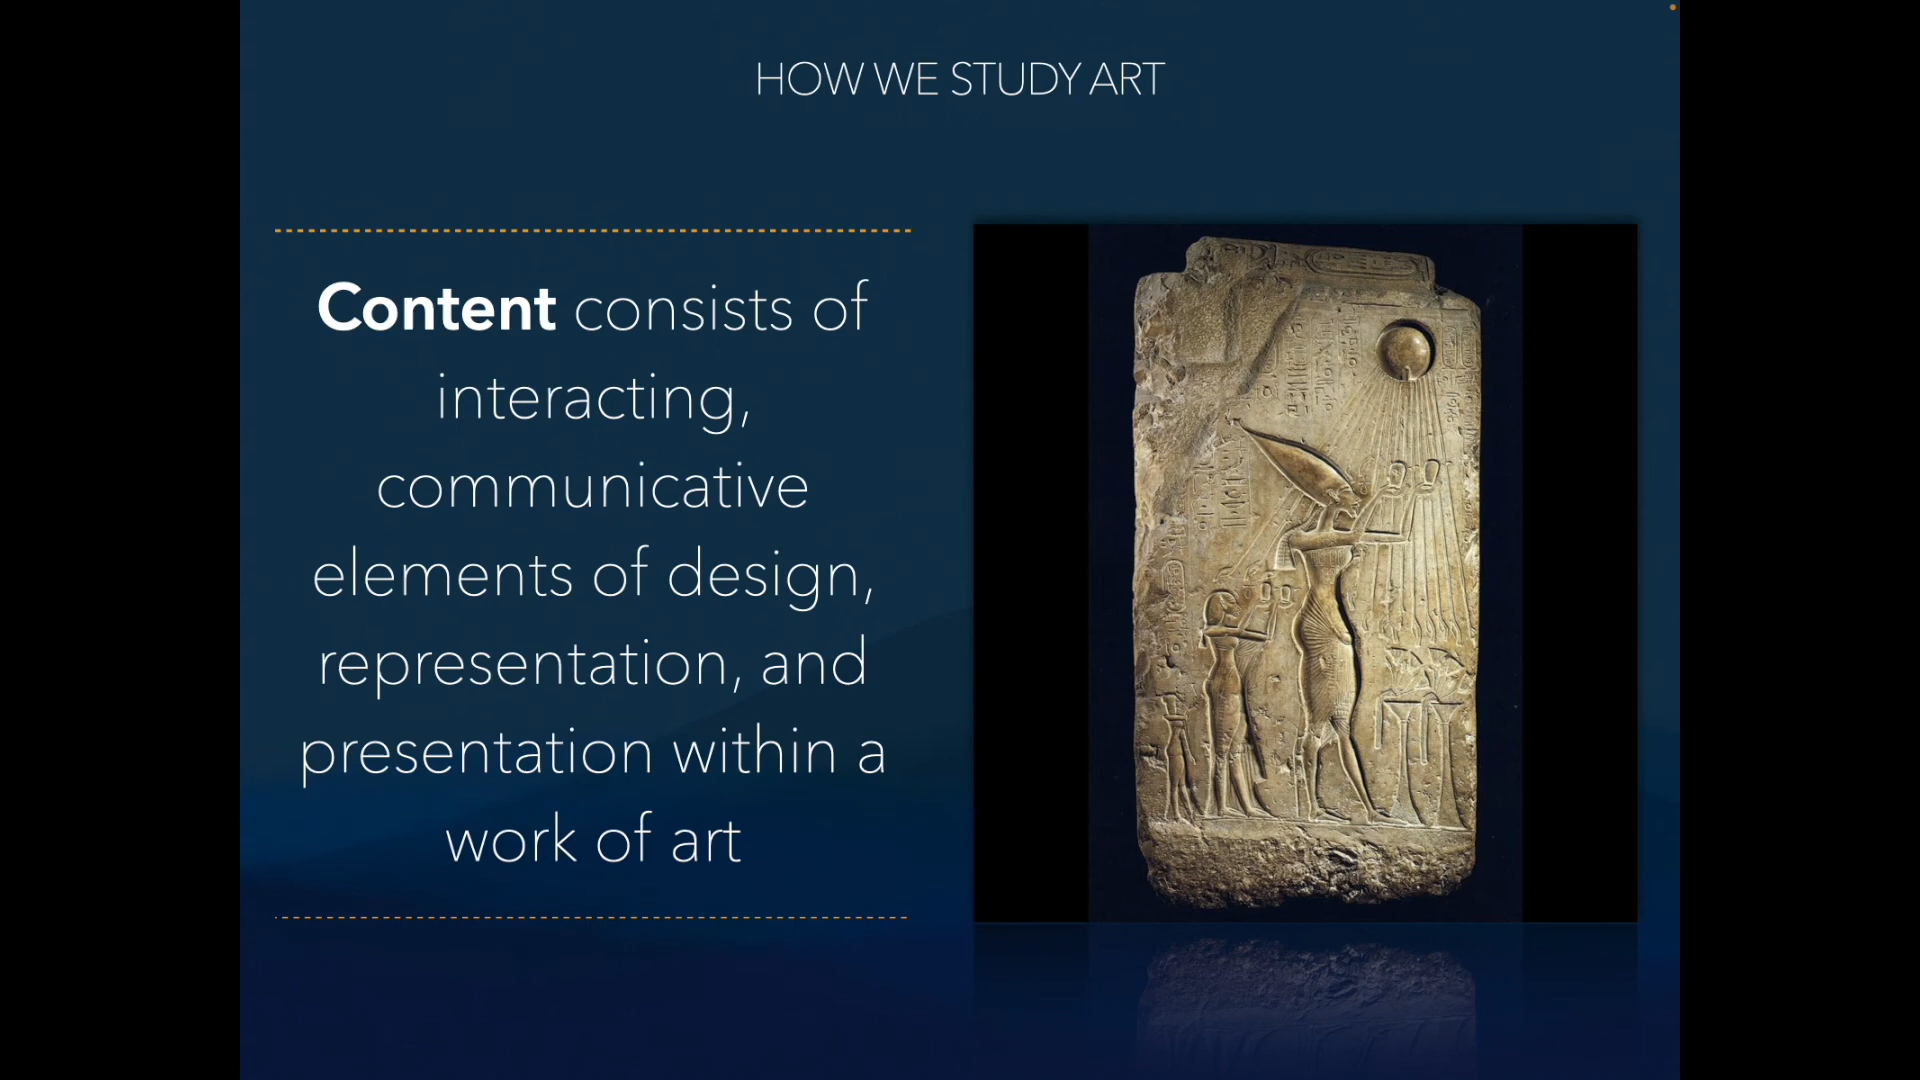 HOW WE STUDY ART
Content consists of
interacting,
communicative
elements of design,
representation, and
presentation within a
work of art